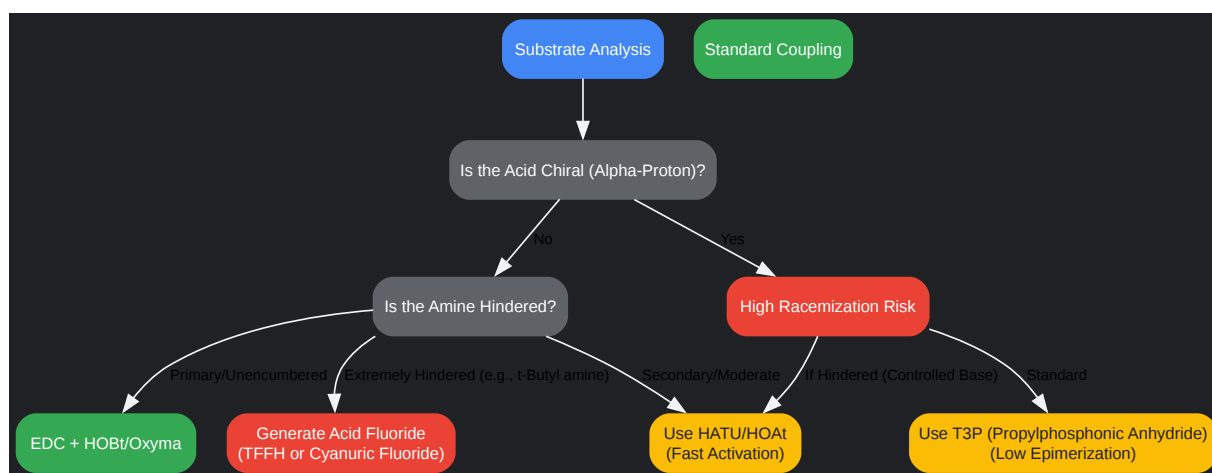 Substrate Analysis
Standard Coupling
Is the Acid Chiral (Alpha-Proton)?
No
Yes
Is the Amine Hindered?
High Racemization Risk
Primary/Unencumbered
Extremely Hindered (e.g., t-Butyl amine)
Secondary/Moderate
If Hindered (Controlled Base)
Standard
EDC + HOBt/Oxyma
Generate Acid Fluoride
(TFFH or Cyanuric Fluoride)
Use HATU/HOAt
(Fast Activation)
Use T3P (Propylphosphonic Anhydride)
(Low Epimerization)